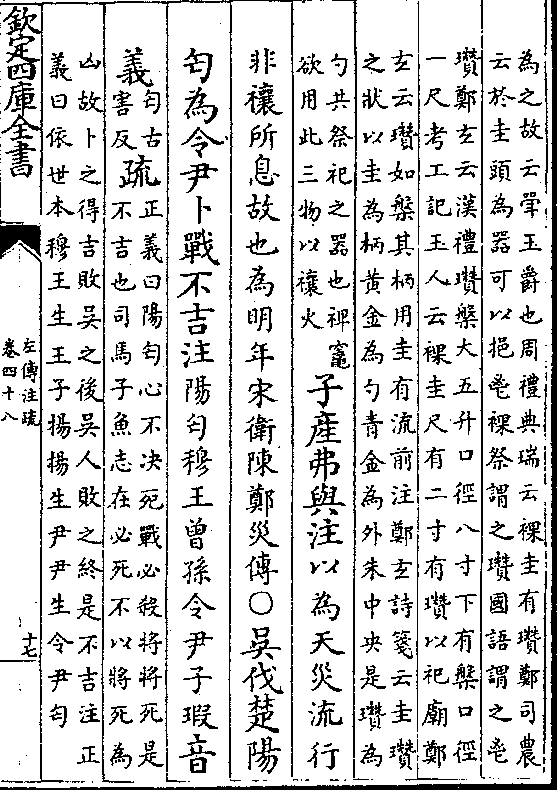 為之故云斝玉爵也周禮典瑞云祼圭有瓚鄭司農
云於圭頭為器可以挹鬯祼祭謂之瓚國語謂之鬯
瓚鄭𤣥云漢禮瓚槃大五升口徑八寸下有槃口徑
一尺考工記玉人云祼圭尺有二寸有瓚以祀廟鄭
𤣥云瓚如槃其柄用圭有流前注鄭𤣥詩箋云圭瓚
之狀以圭為柄黃金為勺青金為外朱中央是瓚為
勺共祭祀之器也裨竈
欲用此三物以禳火
子産弗與注以為天災流行
非禳所息故也為明年宋衛陳鄭災傳○吳伐楚陽
匄為令尹卜戰不吉注陽匄穆王曾孫令尹子瑕音
義
匄古
害反
疏
正義曰陽匄心不決死戰必殺將將死是
不吉也司馬子魚志在必死不以將死為
凶故卜之得吉敗吳之後吳人敗之終是不吉注正
義曰依世本穆王生王子揚揚生尹尹生令尹匄
欽定四庫全書
左傳注疏
卷四十八
十七